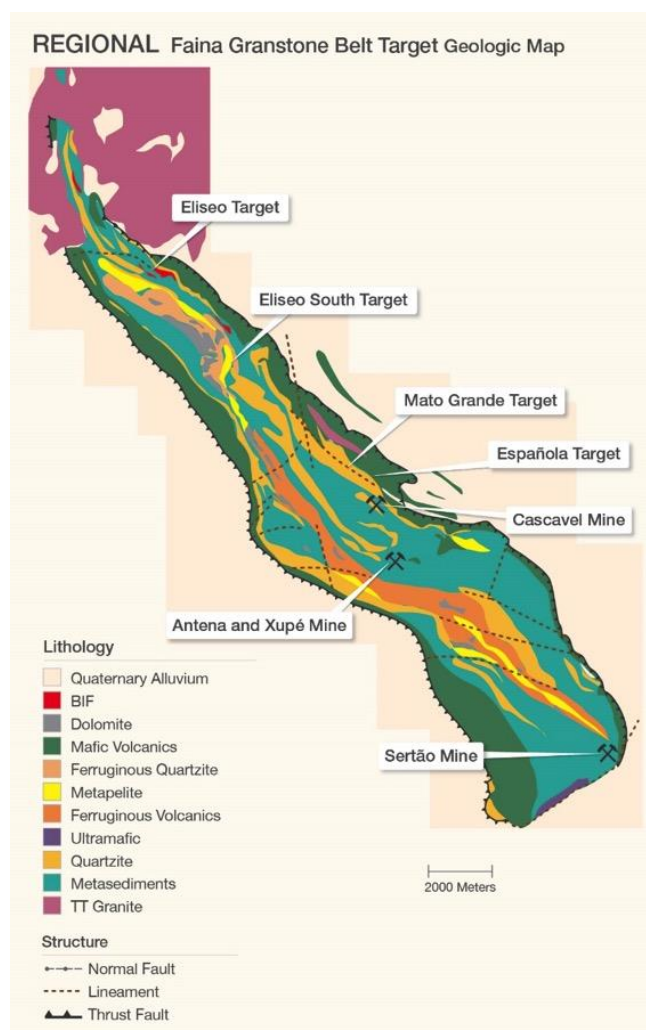 REGIONAL Faina Granstone Belt Target Geologic Map
Eliseo Target
Eliseo South Target
Mato Grande Target
Española Target
Cascavel Mine
Antena and Xupé Mine
Sertão Mine
Lithology
Quaternary Alluvium
BIF
Dolomite
Mafic Volcanics
Ferruginous Quartzite
Metapelite
Ferruginous Volcanics
Ultramafic
Quartzite
Metasediments
TT Granite
2000 Meters
Structure
Normal Fault
Lineament
Thrust Fault